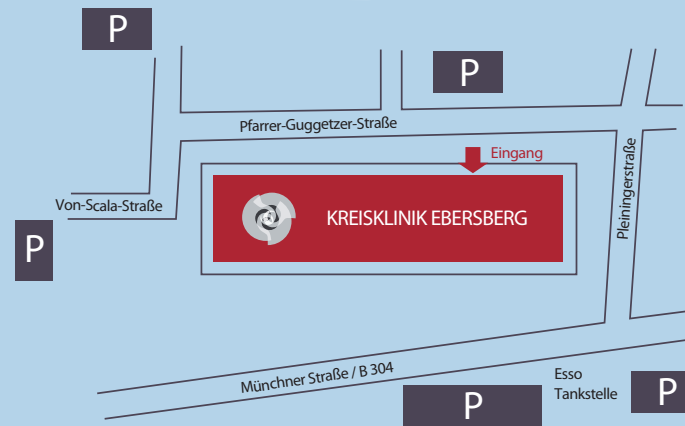 P
P
Pfarrer-Guggetzer-Straße
Eingang
Pleiningerstraße
Von-Scala-Straße
KREISKLINIK EBERSBERG
P
Münchner Straße / B 304
Esso
Tankstelle
P
P